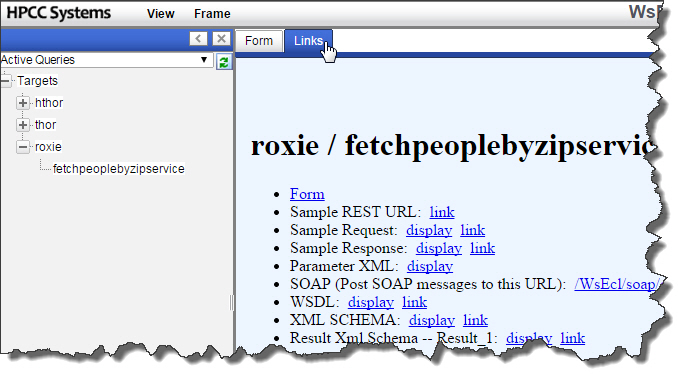 HPCC Systems View Frame
Form Links
Active Queries
Targets
hthor
thor
roxie
fetchpeoplebyzipservice
roxie /
Form
Sample REST URL: link
Sample Request: display link
Sample Response: display link
Parameter XML: display
SOAP (Post SOAP messages to this URL): /WsEcl/soap/
WSDL: display link
XML SCHEMA: display link
Result Xml Schema -- Result_1: display link